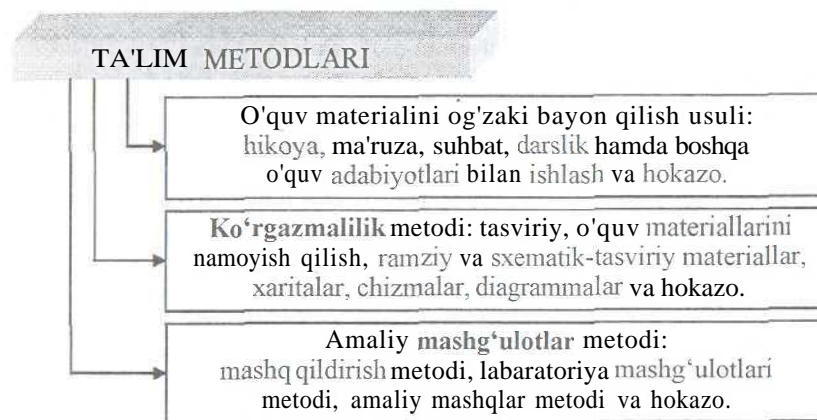 TA'LIM METODLARI
O'quv materialini og'zaki bayon qilish usuli:
hikoya, ma'ruza, suhbat, darslik hamda boshqa
o'quv adabiyotlari bilan ishlash va hokazo.
Ko‘rgazmalilik metodi: tasviriy, o'quv materiallarini
namoyish qilish, ramziy va sxematik-tasviriy materiallar,
xaritalar, chizmalar, diagrammalar va hokazo.
Amaliy mashg‘ulotlar metodi:
mashq qildirish metodi, labaratoriya mashg‘ulotlari
metodi, amaliy mashqlar metodi va hokazo.